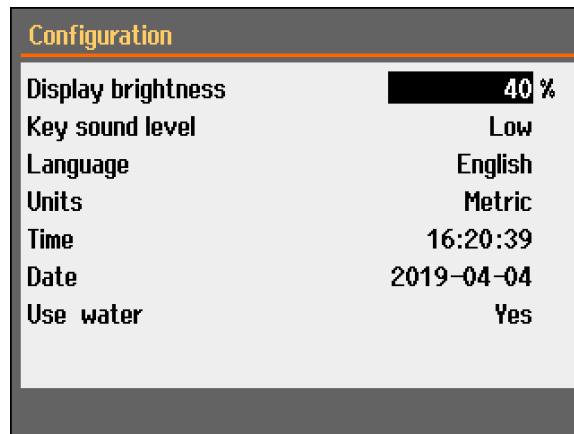 Configuration
Display brightness 40 %
Key sound level Low
Language English
Units Metric
Time 16:20:39
Date 2019-04-04
Use water Yes